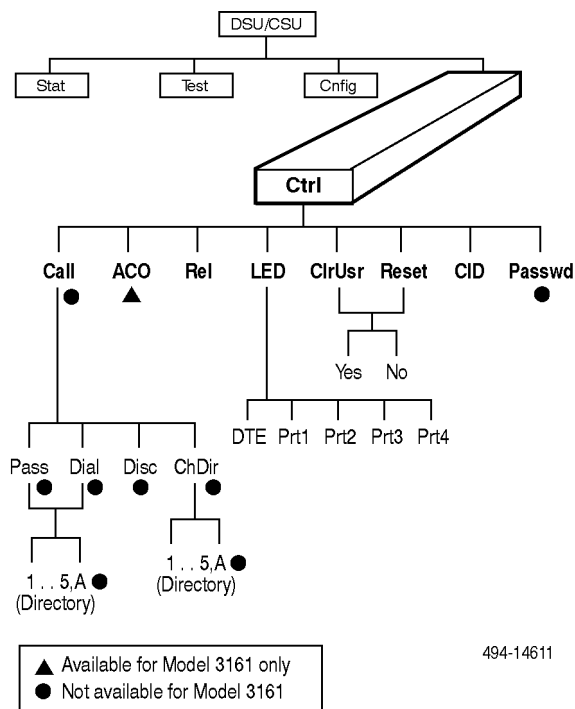 DSU/CSU
Stat Test Cnfig
Ctrl
Call ACO Rel LED ClrUsr Reset CID Passwd
Yes No
DTE Prt1 Prt2 Prt3 Prt4
Pass Dial Disc ChDir
1 . . 5,A 1 . . 5,A
(Directory) (Directory)
494-14611
Available for Model 3161 only
Not available for Model 3161